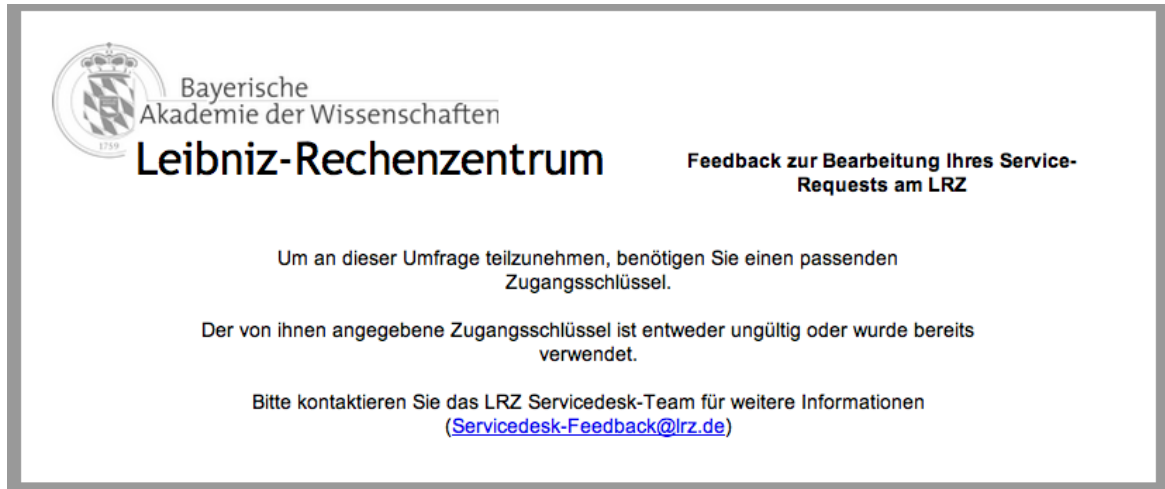 Bayerische
Akademie der Wissenschaften
1759
Leibniz-Rechenzentrum
Feedback zur Bearbeitung Ihres Service-
Requests am LRZ
Um an dieser Umfrage teilzunehmen, benötigen Sie einen passenden
Zugangsschlüssel.
Der von ihnen angegebene Zugangsschlüssel ist entweder ungültig oder wurde bereits
verwendet.
Bitte kontaktieren Sie das LRZ Servicedesk-Team für weitere Informationen
(Servicedesk-Feedback@lrz.de)